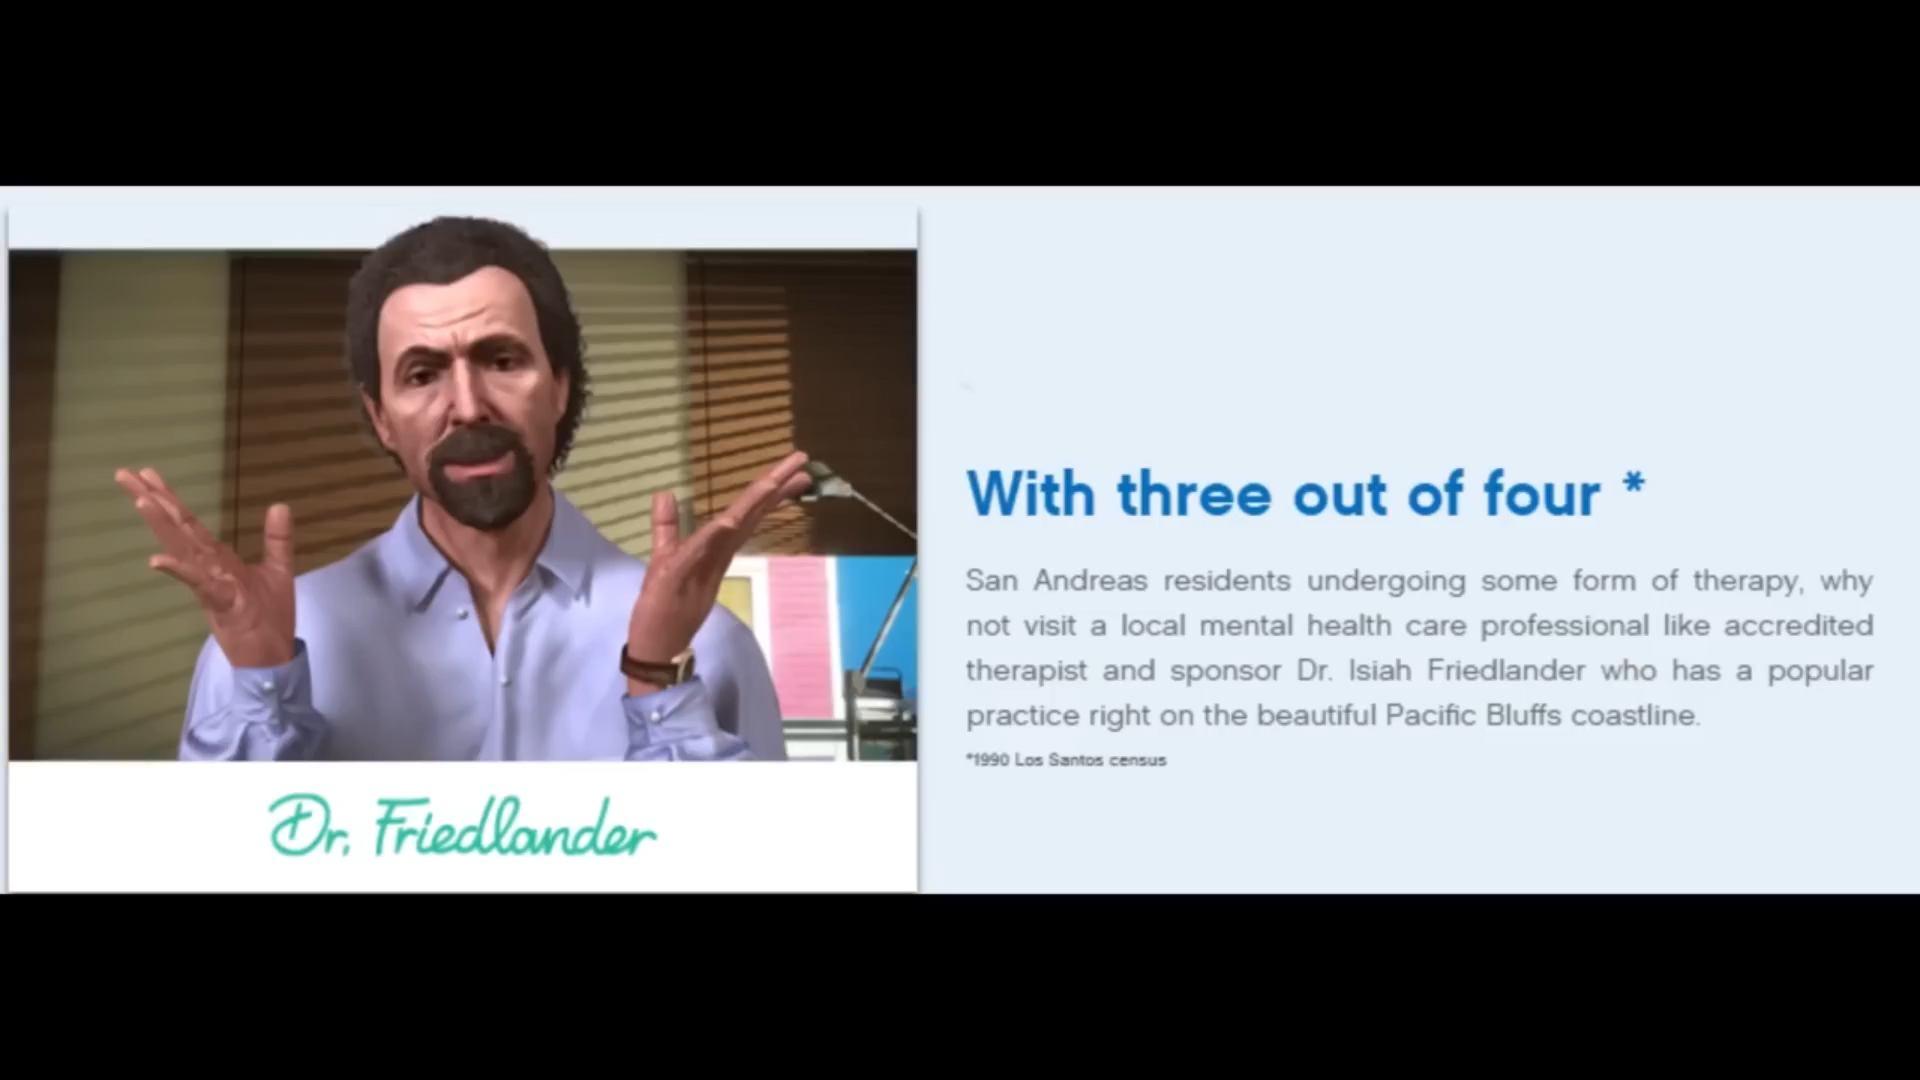 Dr. Friedlander
With three out of four *
San Andreas residents undergoing some form of therapy, why
not visit a local mental health care professional like accredited
therapist and sponsor Dr. Isiah Friedlander who has a popular
practice right on the beautiful Pacific Bluffs coastline.
*1990 Los Santos census